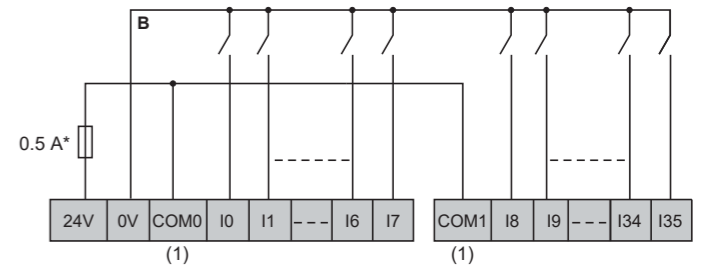 B
0.5 A*
24V 0V COM0 I0 I1 --- I6 I7 COM1 I8 I9 --- I34 I35
(1) (1)